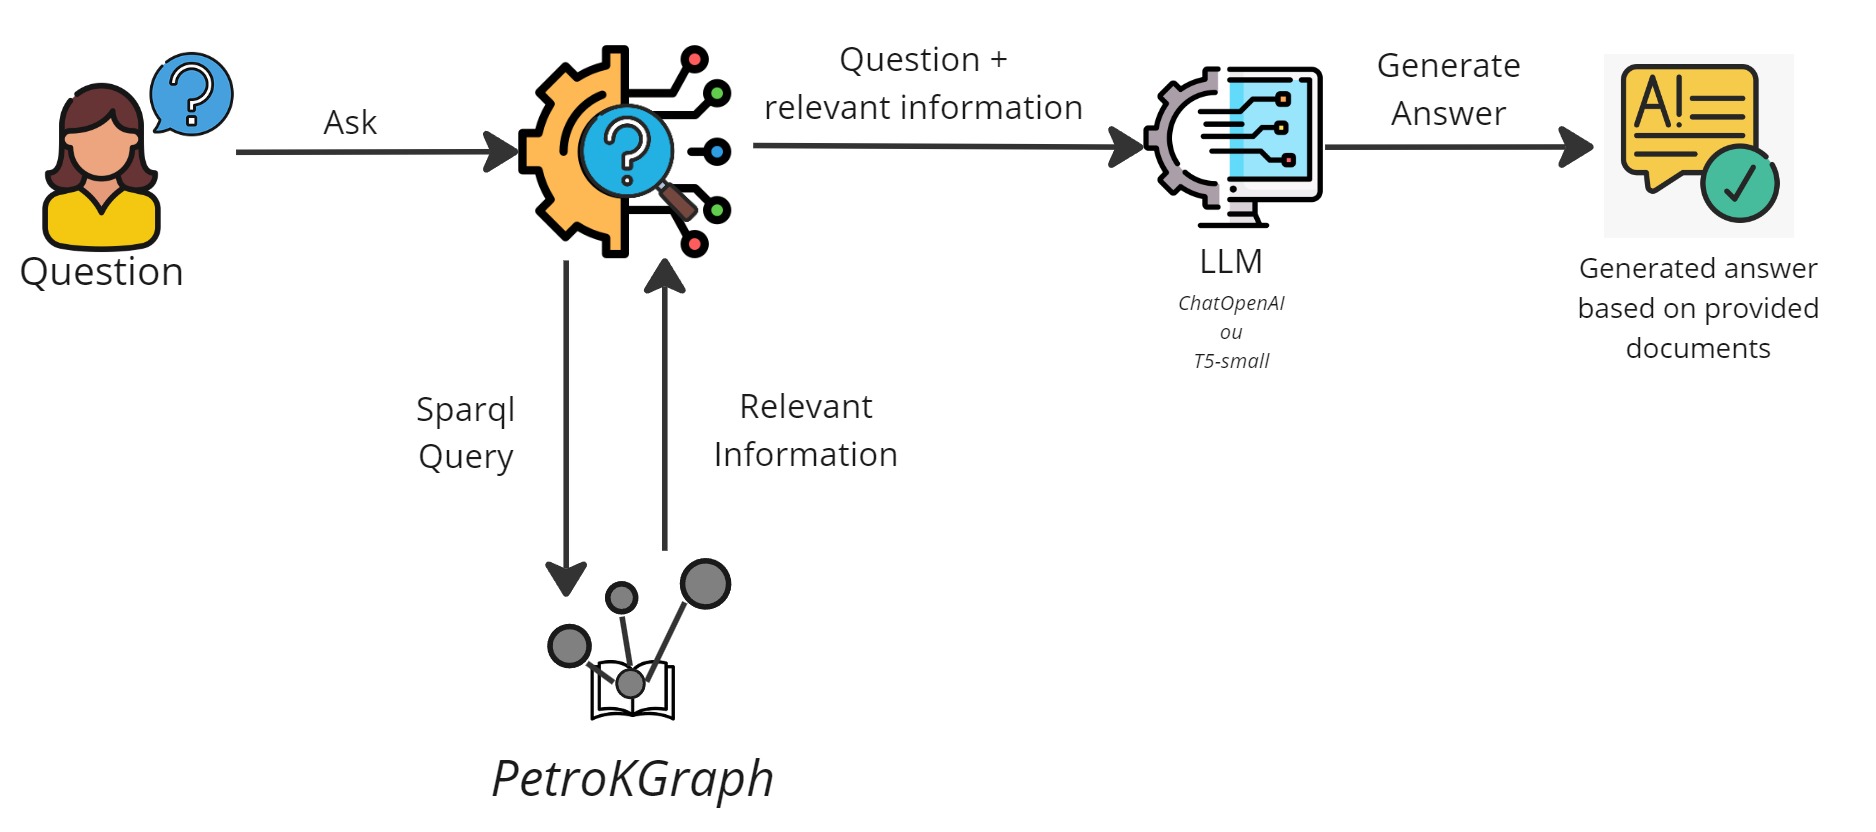 Question
Ask
Question +
relevant information
Generate
Answer
A!
LLM
ChatOpenAI
ou
T5-small
Generated answer
based on provided
documents
Sparql
Query
Relevant
Information
PetroKGraph